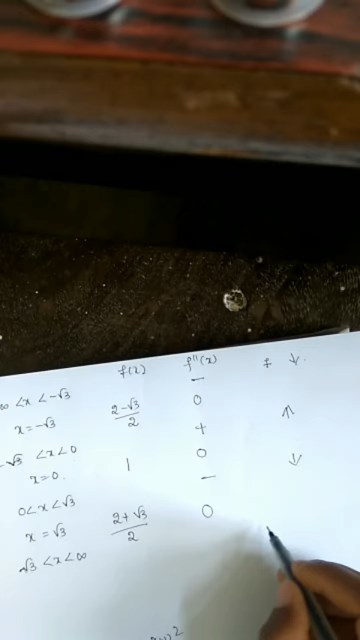 f(x) f''(x) f ↓.
∞ <x <-√3 −
x=-√3 (2-√3)/2 0
-√3 <x<0 + ↑
x=0. 1 0
0<x<√3 − ↓
x = √3 (2+√3)/2 0
√3 <x<∞